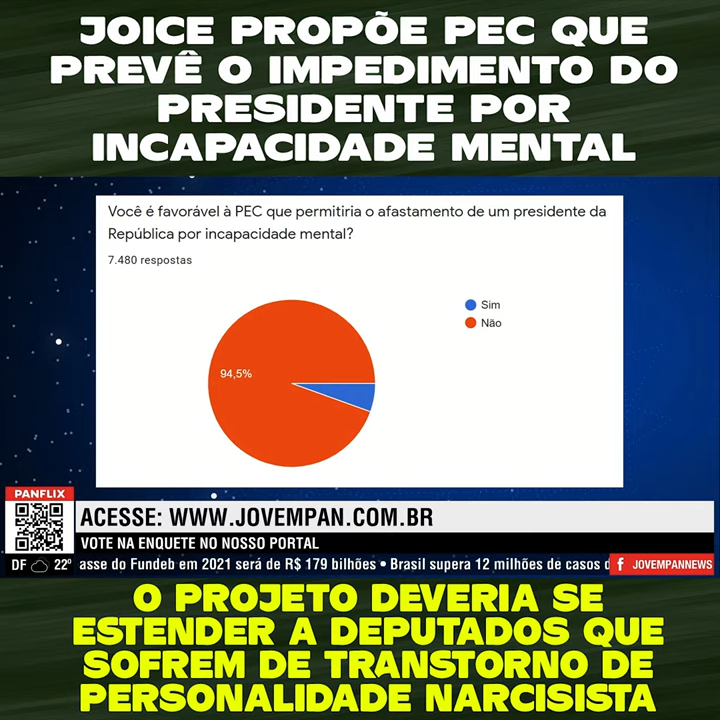 JOICE PROPÕE PEC QUE
PREVÊ O IMPEDIMENTO DO
PRESIDENTE POR
INCAPACIDADE MENTAL
Você é favorável à PEC que permitiria o afastamento de um presidente da
República por incapacidade mental?
7.480 respostas
Sim
Não
94,5%
PANFLIX
ACESSE: WWW.JOVEMPAN.COM.BR
VOTE NA ENQUETE NO NOSSO PORTAL
DF 22º asse do Fundeb em 2021 será de R$ 179 bilhões • Brasil supera 12 milhões de casos d f JOVEMPANNEWS
O PROJETO DEVERIA SE
ESTENDER A DEPUTADOS QUE
SOFREM DE TRANSTORNO DE
PERSONALIDADE NARCISISTA